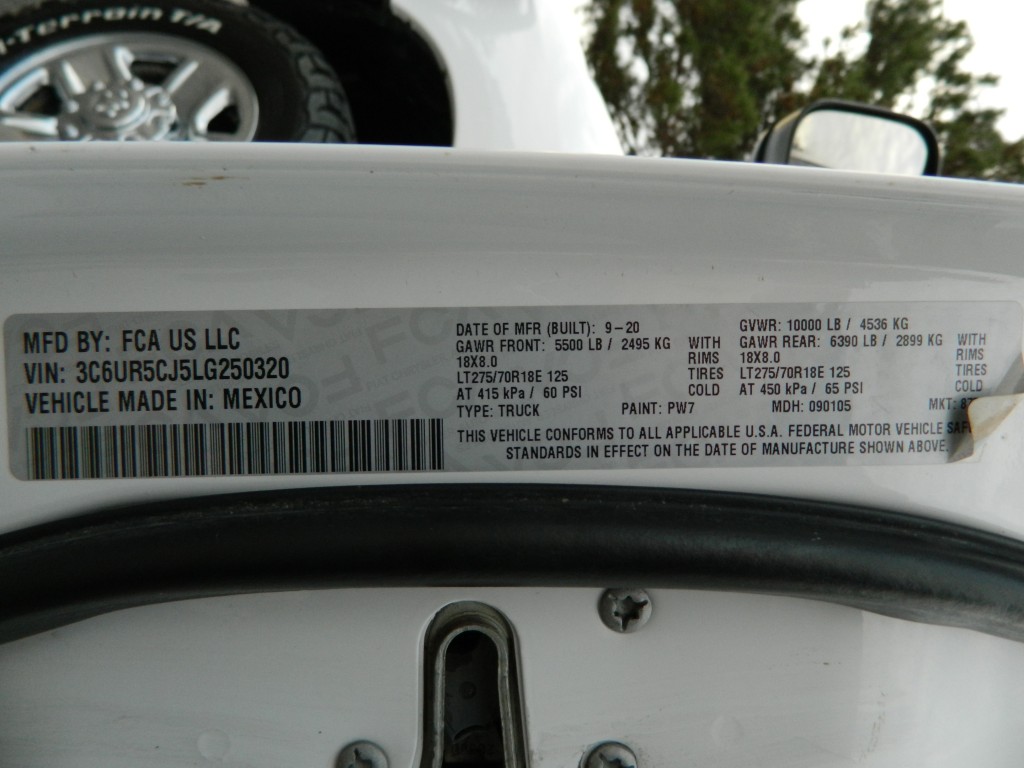 -Terrain T/A
MFD BY: FCA US LLC
VIN: 3C6UR5CJ5LG250320
VEHICLE MADE IN: MEXICO
DATE OF MFR (BUILT): 9-20
GVWR: 10000 LB / 4536 KG
GAWR FRONT: 5500 LB / 2495 KG WITH
GAWR REAR: 6390 LB / 2899 KG WITH
18X8.0 RIMS
18X8.0 RIMS
LT275/70R18E 125 TIRES
LT275/70R18E 125 TIRES
AT 415 kPa / 60 PSI COLD
AT 450 kPa / 65 PSI COLD
TYPE: TRUCK PAINT: PW7 MDH: 090105 MKT:
THIS VEHICLE CONFORMS TO ALL APPLICABLE U.S.A. FEDERAL MOTOR VEHICLE SAF
STANDARDS IN EFFECT ON THE DATE OF MANUFACTURE SHOWN ABOVE.